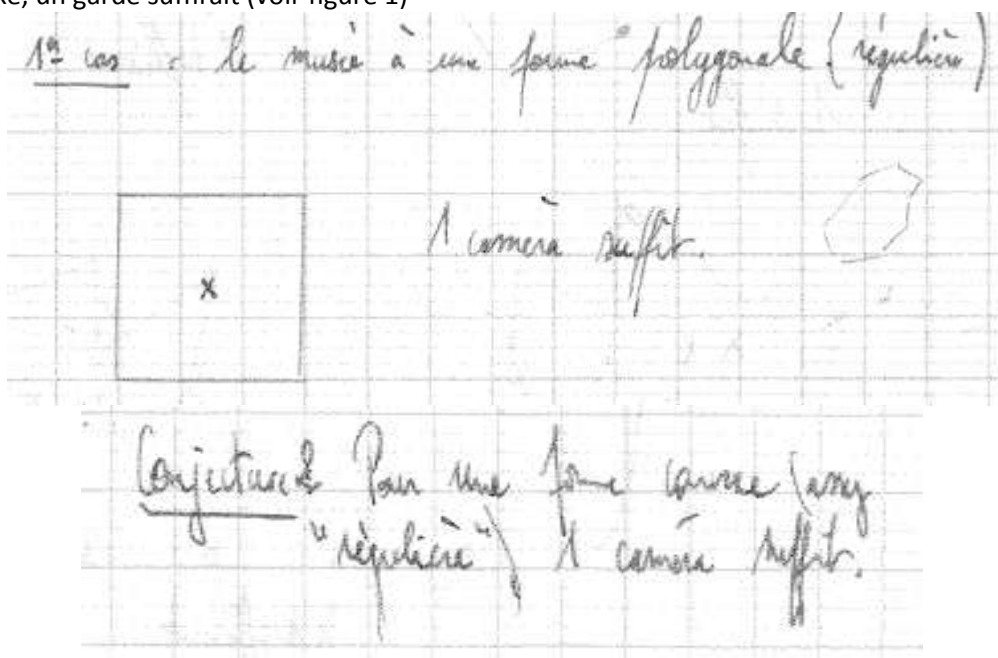 un garde suffirait (voir figure 1)
1er cas : le musée à une forme "polygonale (régulière)
1 caméra suffit.
Conjecture : Pour une forme convexe (assez
"régulière") 1 caméra suffit.